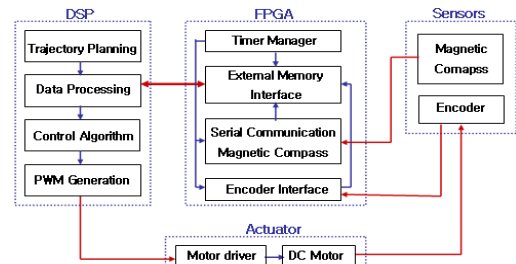 DSP
Trajectory Planning
Data Processing
Control Algorithm
PWM Generation
FPGA
Timer Manager
External Memory
Interface
Serial Communication
Magnetic Compass
Encoder Interface
Sensors
Magnetic
Cornapss
Encoder
Actuator
Motor driver
DC Motor